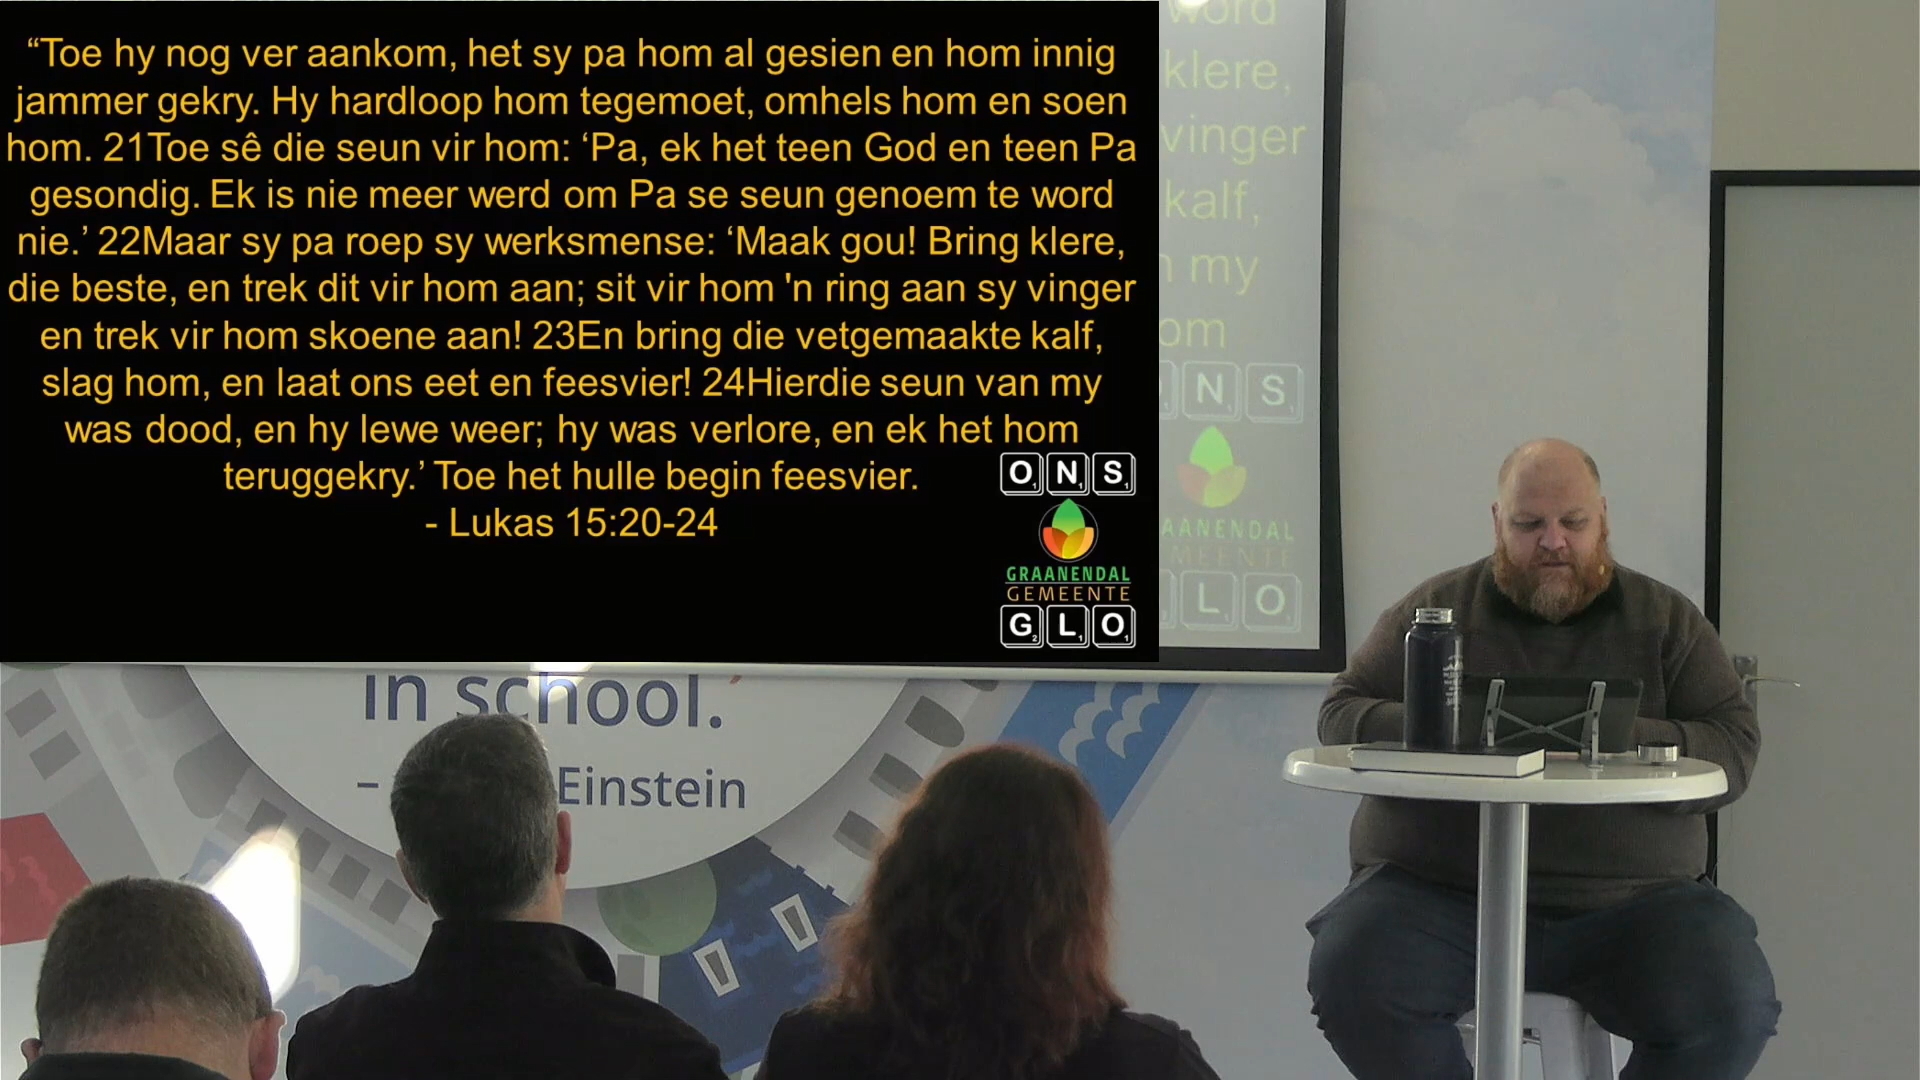 “Toe hy nog ver aankom, het sy pa hom al gesien en hom innig
jammer gekry. Hy hardloop hom tegemoet, omhels hom en soen
hom. 21Toe sê die seun vir hom: ‘Pa, ek het teen God en teen Pa
gesondig. Ek is nie meer werd om Pa se seun genoem te word
nie.’ 22Maar sy pa roep sy werksmense: ‘Maak gou! Bring klere,
die beste, en trek dit vir hom aan; sit vir hom 'n ring aan sy vinger
en trek vir hom skoene aan! 23En bring die vetgemaakte kalf,
slag hom, en laat ons eet en feesvier! 24Hierdie seun van my
was dood, en hy lewe weer; hy was verlore, en ek het hom
teruggekry.’ Toe het hulle begin feesvier.
- Lukas 15:20-24
ONS
GRAANENDAL
GEMEENTE
GLO
word
klere,
vinger
kalf,
my
om
NS
AANENDAL
MEENTE
LO
in school.”
– Einstein